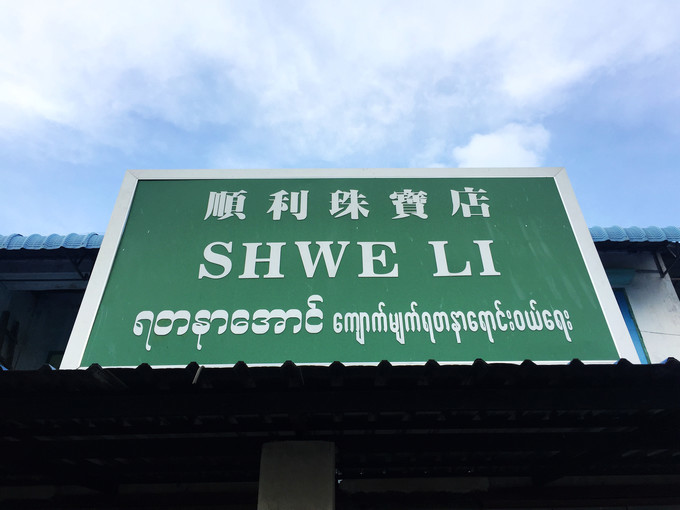 順利珠寶店
SHWE LI
ရတနာအောင် ကျောက်မျက်ရတနာရောင်းဝယ်ရေး